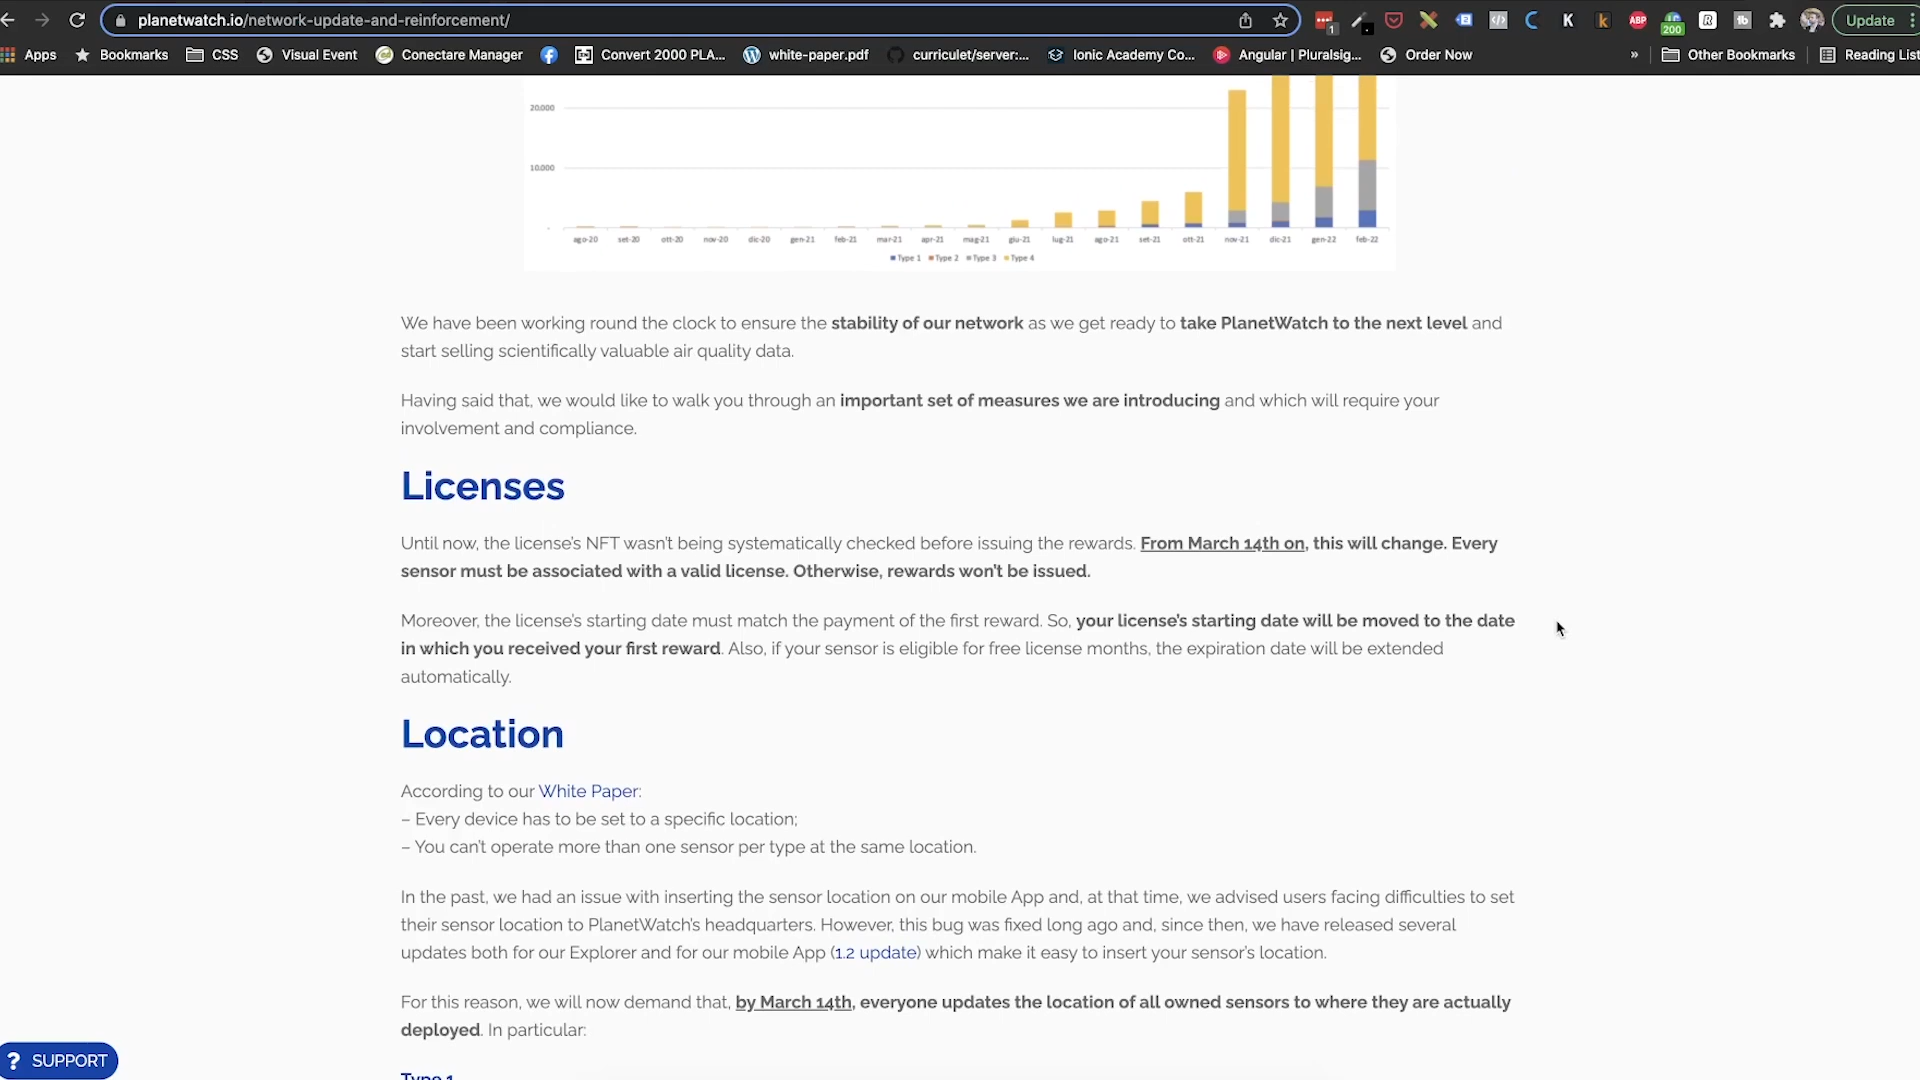 planetwatch.io/network-update-and-reinforcement/
1
ABP
200
Update
Apps
Bookmarks
CSS
Visual Event
Conectare Manager
Convert 2000 PLA...
white-paper.pdf
curriculet/server:...
Ionic Academy Co...
Angular | Pluralsig...
Order Now
»
Other Bookmarks
Reading List
20.000
10.000
-
ago-20 set-20 ott-20 nov-20 dic-20 gen-21 feb-21 mar-21 apr-21 mag-21 giu-21 lug-21 ago-21 set-21 ott-21 nov-21 dic-21 gen-22 feb-22
Type 1 Type 2 Type 3 Type 4
We have been working round the clock to ensure the stability of our network as we get ready to take PlanetWatch to the next level and
start selling scientifically valuable air quality data.
Having said that, we would like to walk you through an important set of measures we are introducing and which will require your
involvement and compliance.
Licenses
Until now, the license's NFT wasn't being systematically checked before issuing the rewards. From March 14th on, this will change. Every
sensor must be associated with a valid license. Otherwise, rewards won't be issued.
Moreover, the license's starting date must match the payment of the first reward. So, your license's starting date will be moved to the date
in which you received your first reward. Also, if your sensor is eligible for free license months, the expiration date will be extended
automatically.
Location
According to our White Paper:
– Every device has to be set to a specific location;
– You can't operate more than one sensor per type at the same location.
In the past, we had an issue with inserting the sensor location on our mobile App and, at that time, we advised users facing difficulties to set
their sensor location to PlanetWatch's headquarters. However, this bug was fixed long ago and, since then, we have released several
updates both for our Explorer and for our mobile App (1.2 update) which make it easy to insert your sensor's location.
For this reason, we will now demand that, by March 14th, everyone updates the location of all owned sensors to where they are actually
deployed. In particular:
Type 1
? SUPPORT